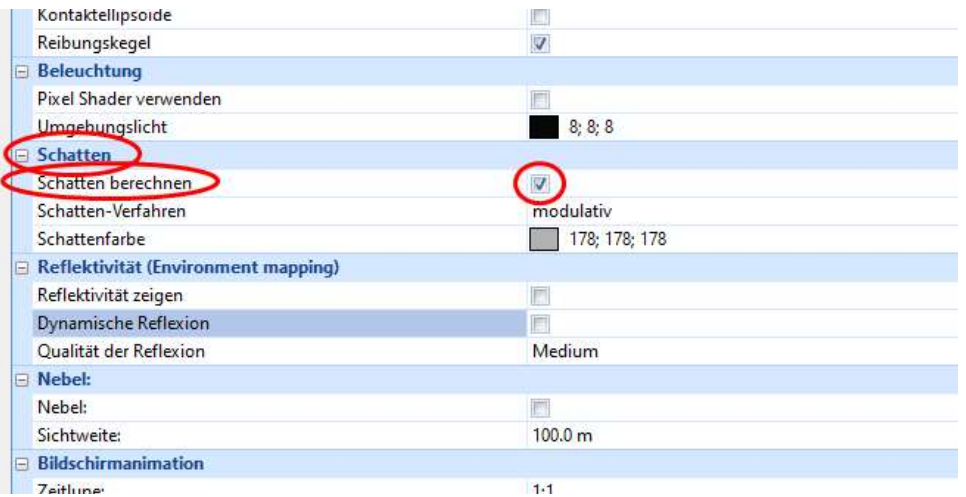 Kontaktellipsoide
Reibungskegel
Beleuchtung
Pixel Shader verwenden
Umgebungslicht 8; 8; 8
Schatten
Schatten berechnen
Schatten-Verfahren modulativ
Schattenfarbe 178; 178; 178
Reflektivität (Environment mapping)
Reflektivität zeigen
Dynamische Reflexion
Qualität der Reflexion Medium
Nebel:
Nebel:
Sichtweite: 100.0 m
Bildschirmanimation
Zeitlupe: 1:1